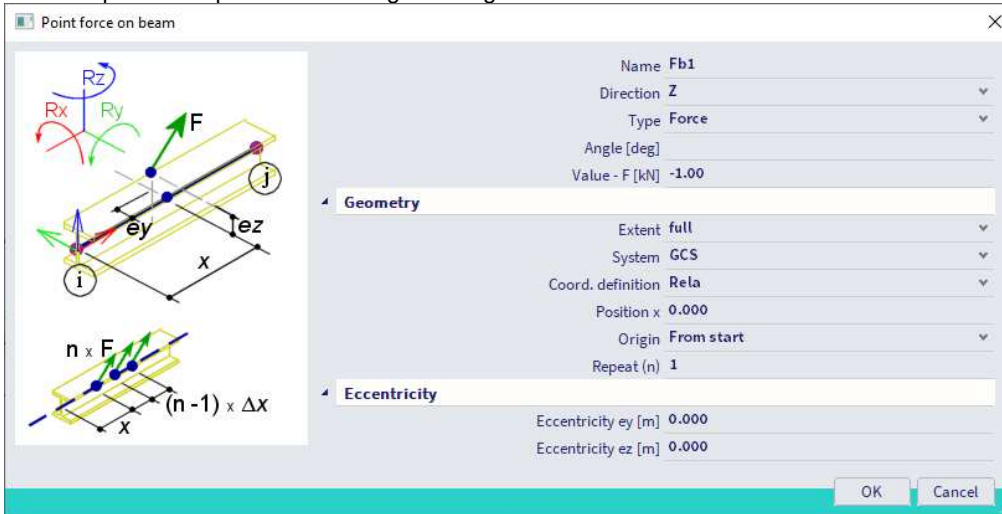 Point force on beam
Name Fb1
Direction Z
Type Force
Angle [deg]
Value - F [kN] -1.00
Geometry
Extent full
System GCS
Coord. definition Rela
Position x 0.000
Origin From start
Repeat (n) 1
Eccentricity
Eccentricity ey [m] 0.000
Eccentricity ez [m] 0.000
OK Cancel
Rz
Rx Ry
F
j
ey ez
x
i
n x F
(n -1) x Δx
x